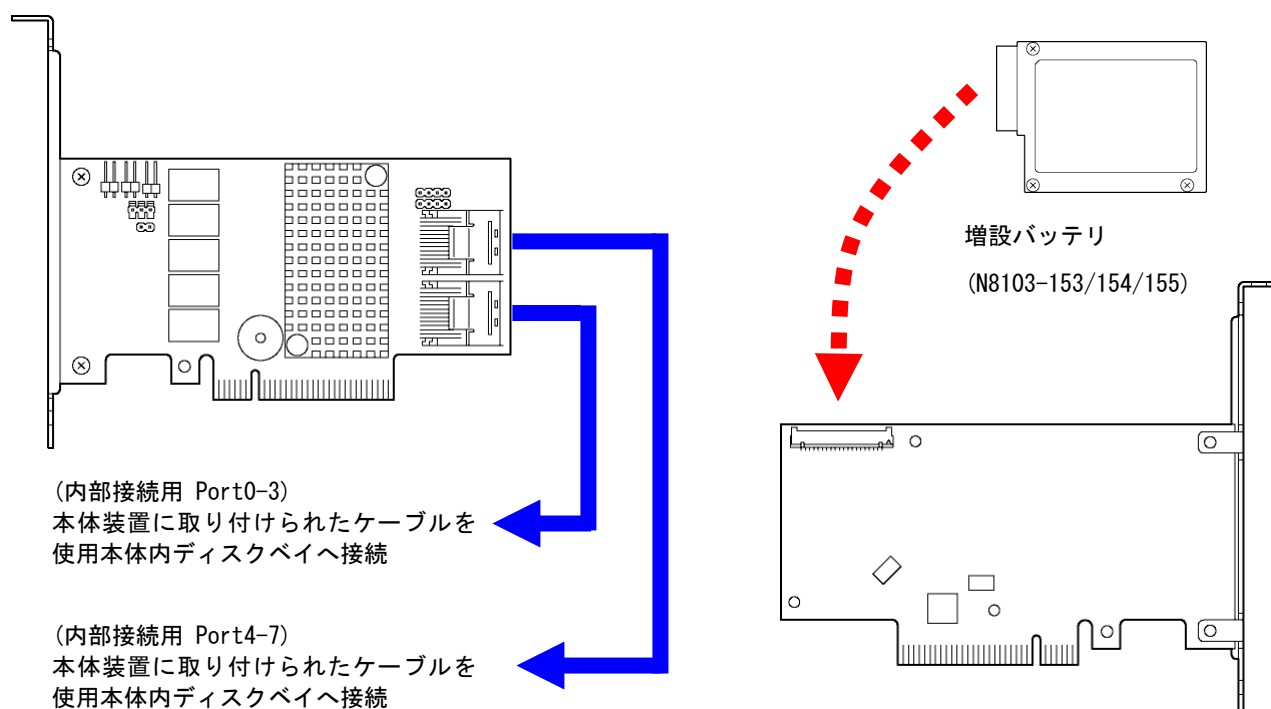 増設バッテリ
(N8103-153/154/155)
(内部接続用 Port0-3)
本体装置に取り付けられたケーブルを
使用本体内ディスクベイへ接続
(内部接続用 Port4-7)
本体装置に取り付けられたケーブルを
使用本体内ディスクベイへ接続